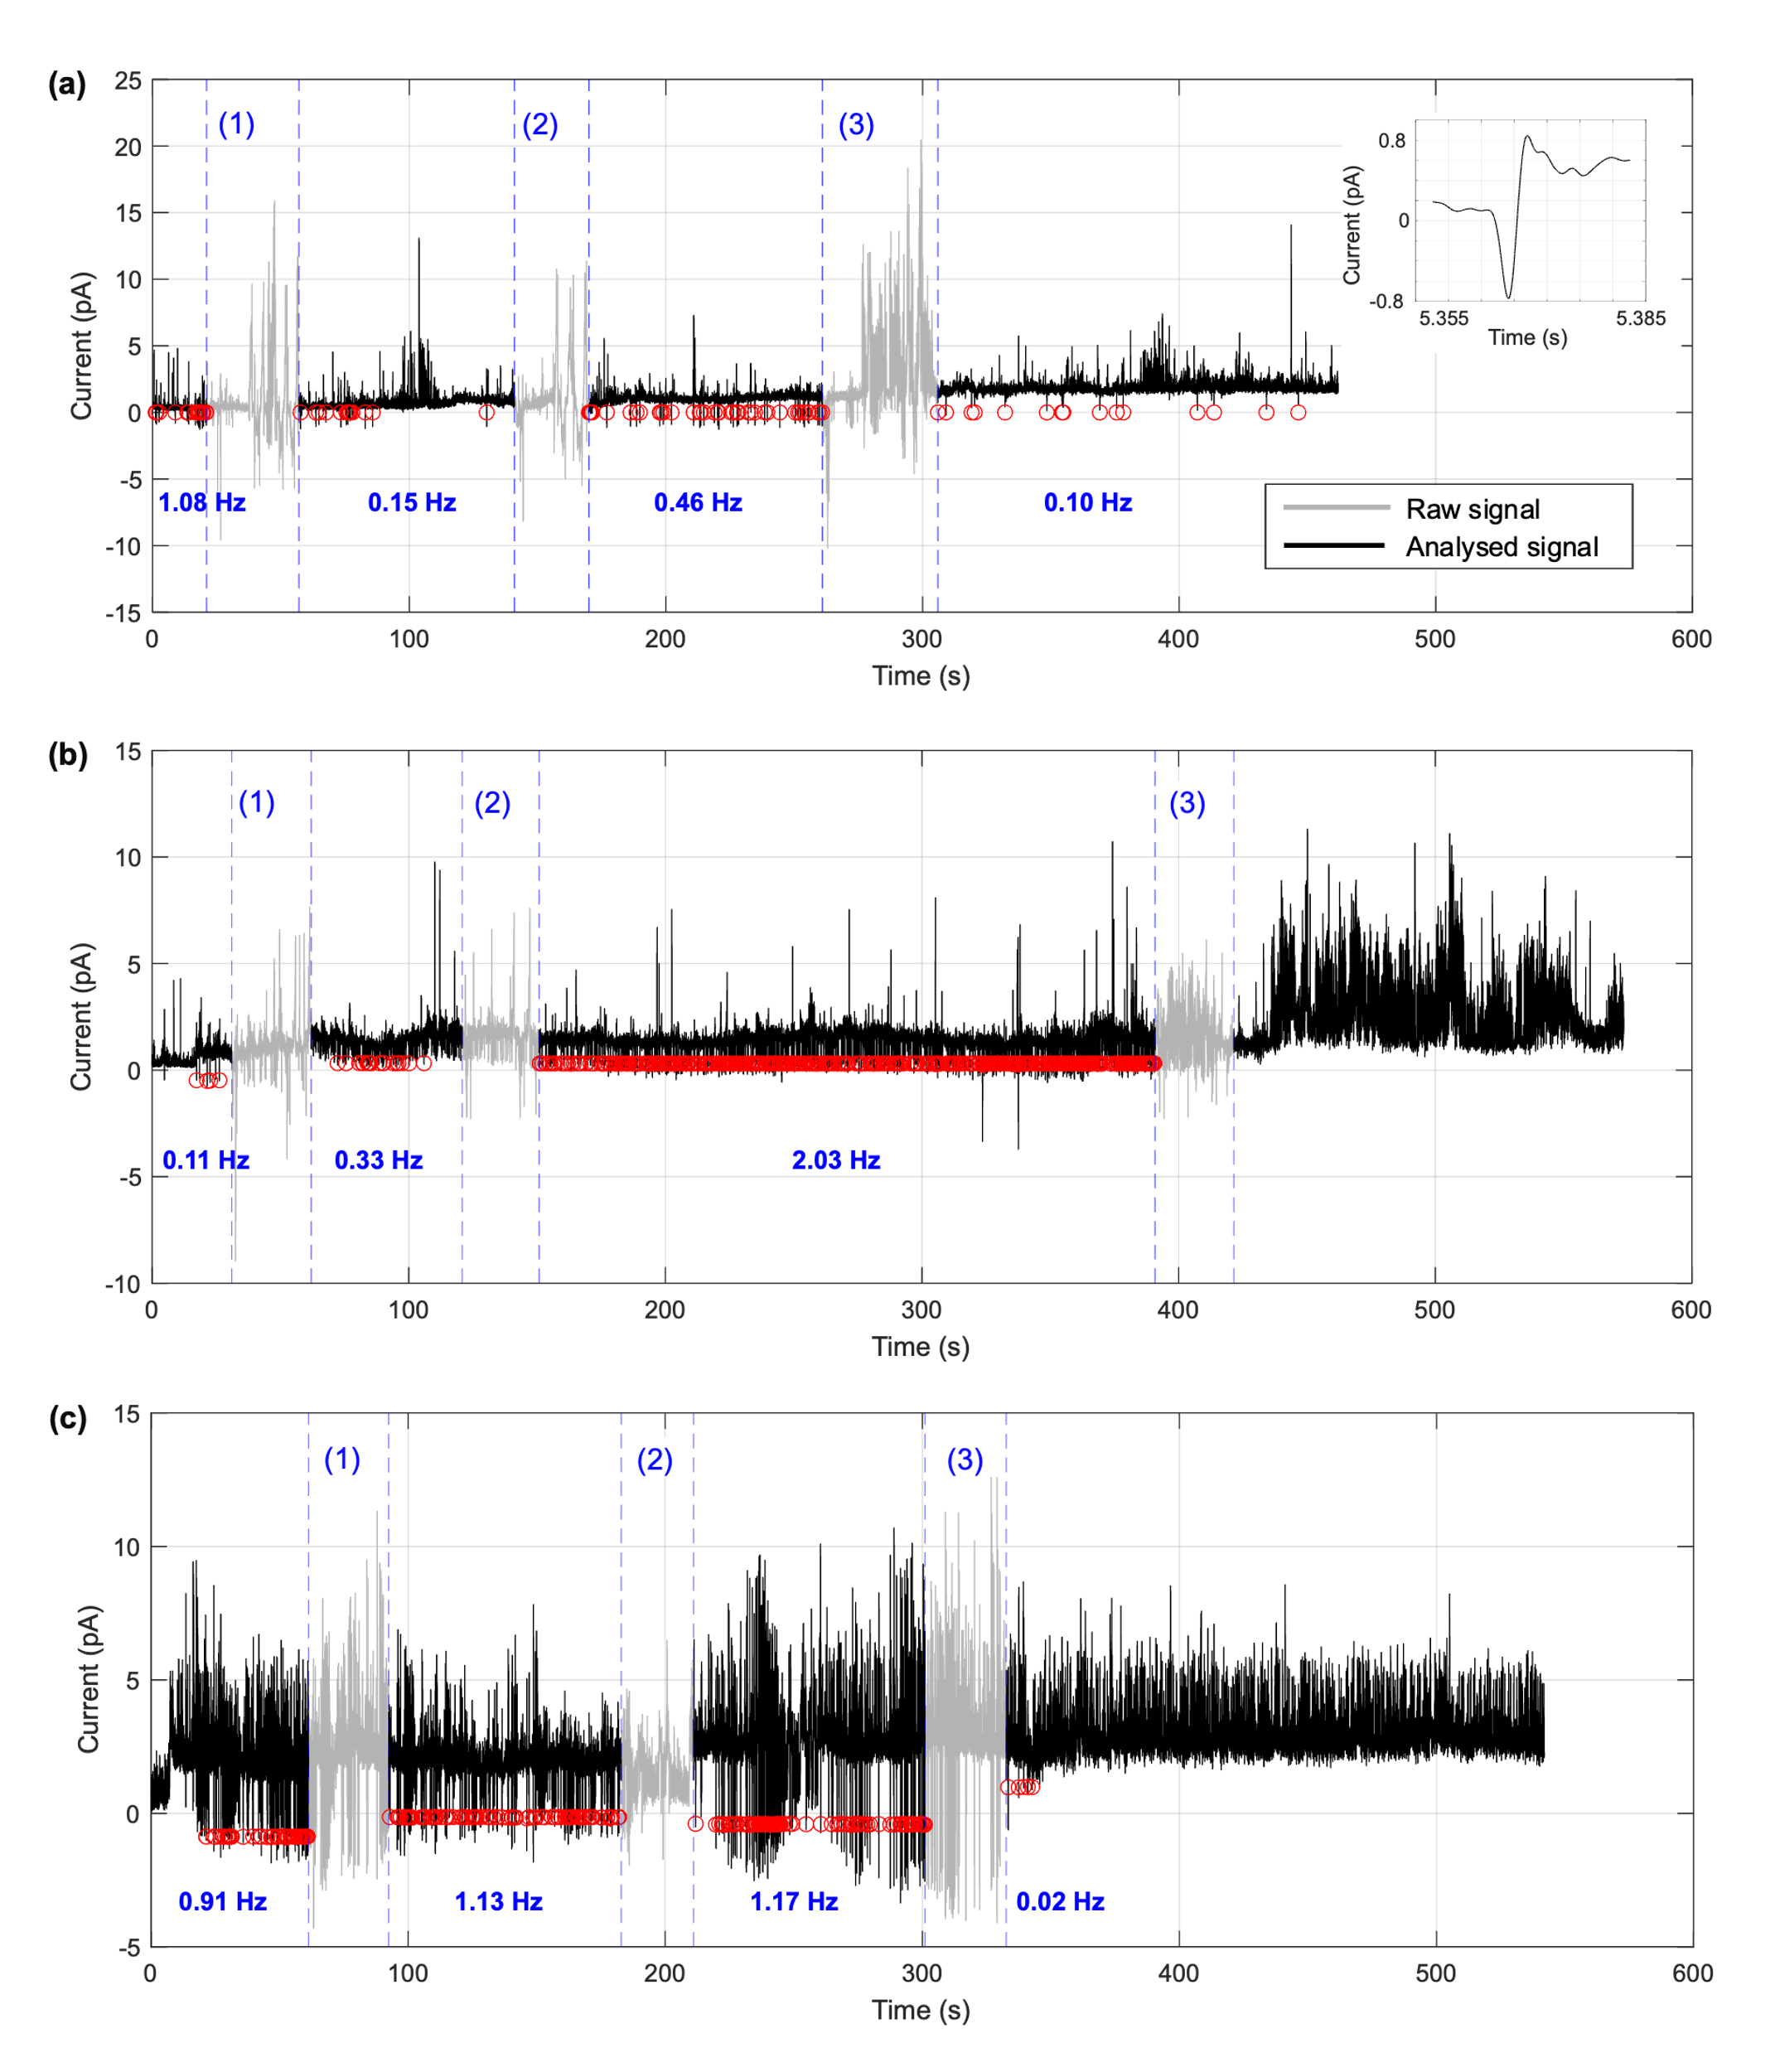 (a)
25
20
15
10
5
0
-5
-10
-15
Current (pA)
(1)
(2)
(3)
1.08 Hz
0.15 Hz
0.46 Hz
0.10 Hz
0.8
0
-0.8
Current (pA)
5.355
5.385
Time (s)
Raw signal
Analysed signal
0
100
200
300
400
500
600
Time (s)
(b)
15
10
5
0
-5
-10
Current (pA)
(1)
(2)
(3)
0.11 Hz
0.33 Hz
2.03 Hz
0
100
200
300
400
500
600
Time (s)
(c)
15
10
5
0
-5
Current (pA)
(1)
(2)
(3)
0.91 Hz
1.13 Hz
1.17 Hz
0.02 Hz
0
100
200
300
400
500
600
Time (s)